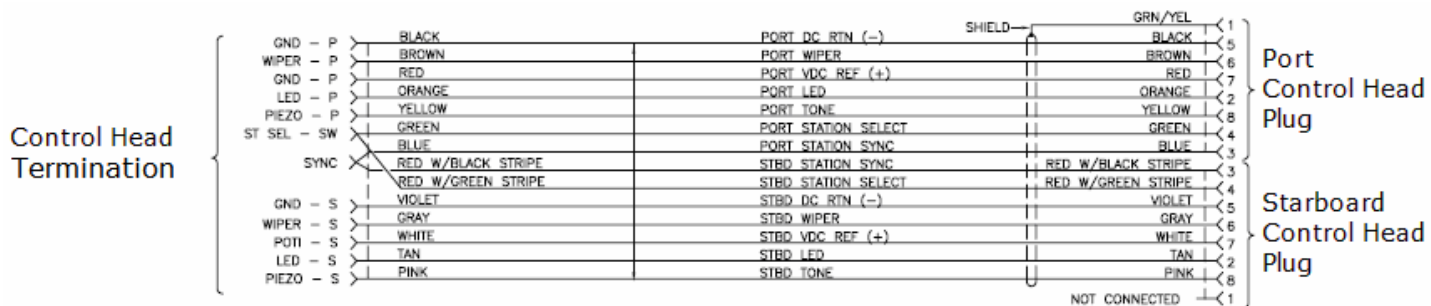 SHIELD GRN/YEL 1
GND - P BLACK PORT DC RTN (-) BLACK 5
WIPER - P BROWN PORT WIPER BROWN 6
GND - P RED PORT VDC REF (+) RED 7
LED - P ORANGE PORT LED ORANGE 2
PIEZO - P YELLOW PORT TONE YELLOW 8
ST SEL - SW GREEN PORT STATION SELECT GREEN 4
BLUE PORT STATION SYNC BLUE 3
SYNC RED W/BLACK STRIPE STBD STATION SYNC RED W/BLACK STRIPE 3
RED W/GREEN STRIPE STBD STATION SELECT RED W/GREEN STRIPE 4
GND - S VIOLET STBD DC RTN (-) VIOLET 5
WIPER - S GRAY STBD WIPER GRAY 6
POTI - S WHITE STBD VDC REF (+) WHITE 7
LED - S TAN STBD LED TAN 2
PIEZO - S PINK STBD TONE PINK 8
NOT CONNECTED 1
Control Head
Termination
Port
Control Head
Plug
Starboard
Control Head
Plug